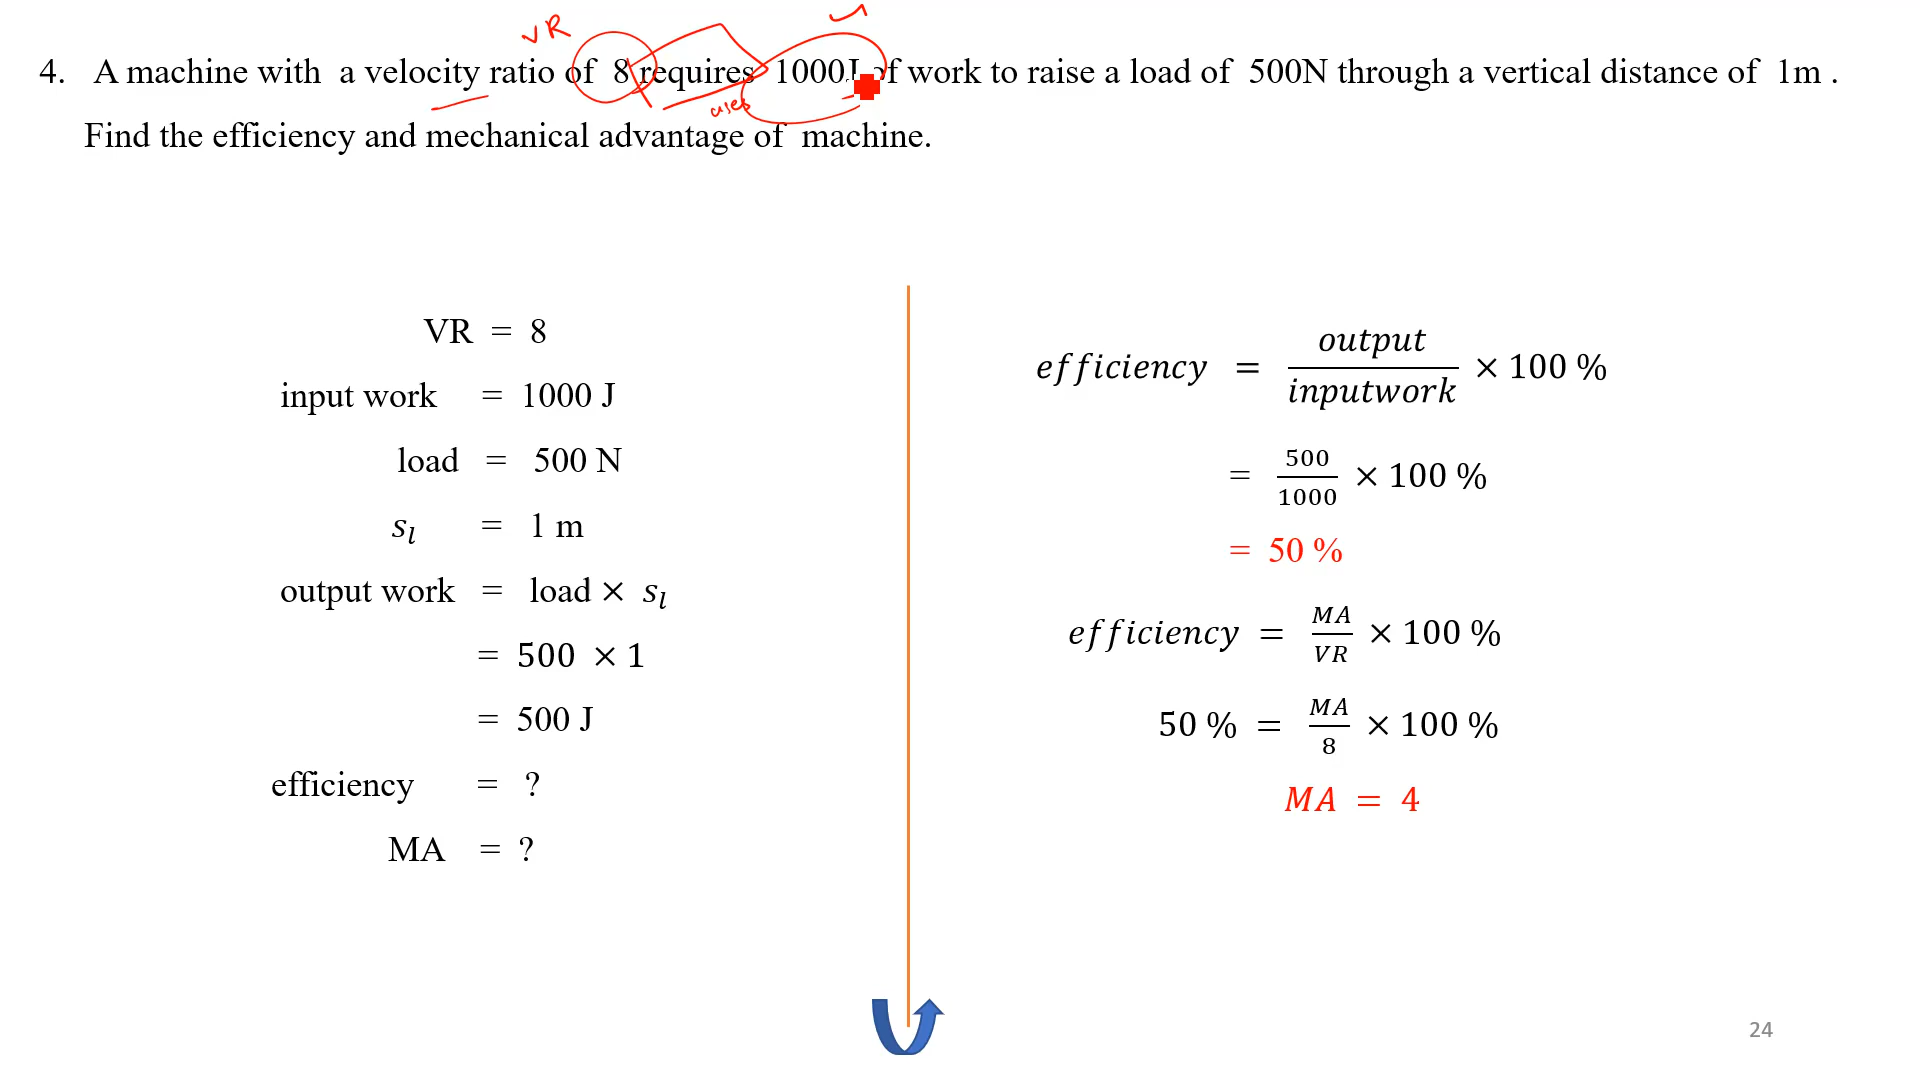 VR
4. A machine with a velocity ratio of 8 requires 1000J of work to raise a load of 500N through a vertical distance of 1m .
uses
Find the efficiency and mechanical advantage of machine.
VR = 8
input work = 1000 J
load = 500 N
s_l = 1 m
output work = load × s_l
= 500 × 1
= 500 J
efficiency = ?
MA = ?
efficiency = output/inputwork × 100 %
= 500/1000 × 100 %
= 50 %
efficiency = MA/VR × 100 %
50 % = MA/8 × 100 %
MA = 4
24